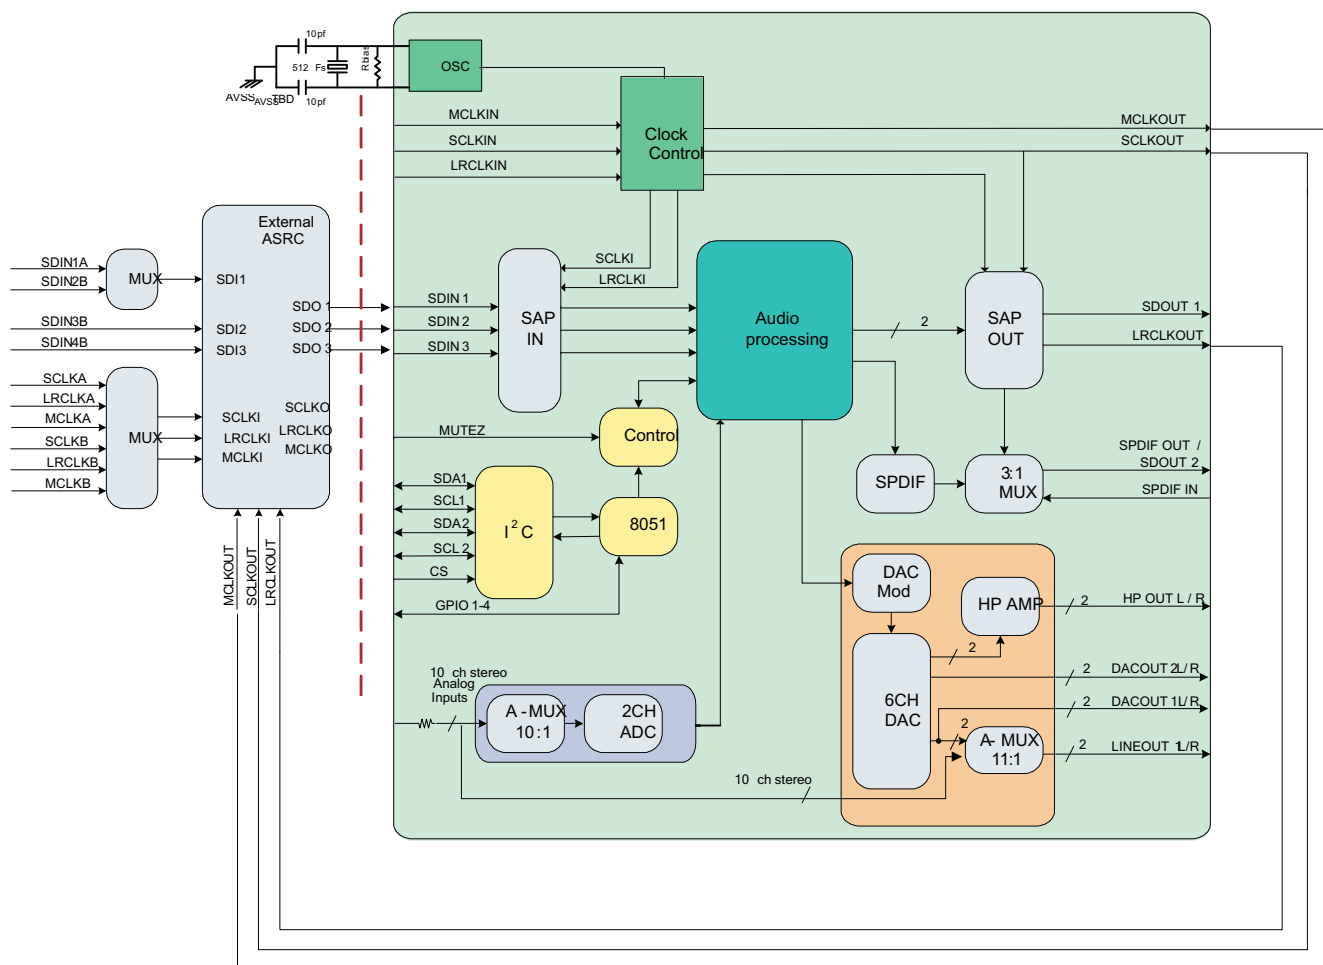 10pf
512 Fs
Rbias
10pf
AVSS
AVSS
TBD
OSC
MCLKIN
SCLKIN
LRCLKIN
Clock
Control
MCLKOUT
SCLKOUT
External
ASRC
SDIN1A
SDIN2B
MUX
SDI1
SDIN3B
SDIN4B
SDI2
SDI3
SDO 1
SDO 2
SDO 3
SCLKA
LRCLKA
MCLKA
SCLKB
LRCLKB
MCLKB
MUX
SCLKI
LRCLKI
MCLKI
SCLKO
LRCLKO
MCLKO
MCLKOUT
SCLKOUT
LRCLKOUT
SDIN 1
SDIN 2
SDIN 3
SAP
IN
SCLKI
LRCLKI
Audio
processing
2
SAP
OUT
SDOUT 1
LRCLKOUT
MUTEZ
Control
SDA1
SCL1
SDA2
SCL 2
CS
GPIO 1-4
I2C
8051
SPDIF
3:1
MUX
SPDIF OUT /
SDOUT 2
SPDIF IN
DAC
Mod
HP AMP
2
HP OUT L / R
2
6CH
DAC
2
DACOUT 2L/R
2
DACOUT 1L/R
2
A- MUX
11:1
2
LINEOUT 1L/R
10 ch stereo
Analog
Inputs
A-MUX
10:1
2CH
ADC
10 ch stereo